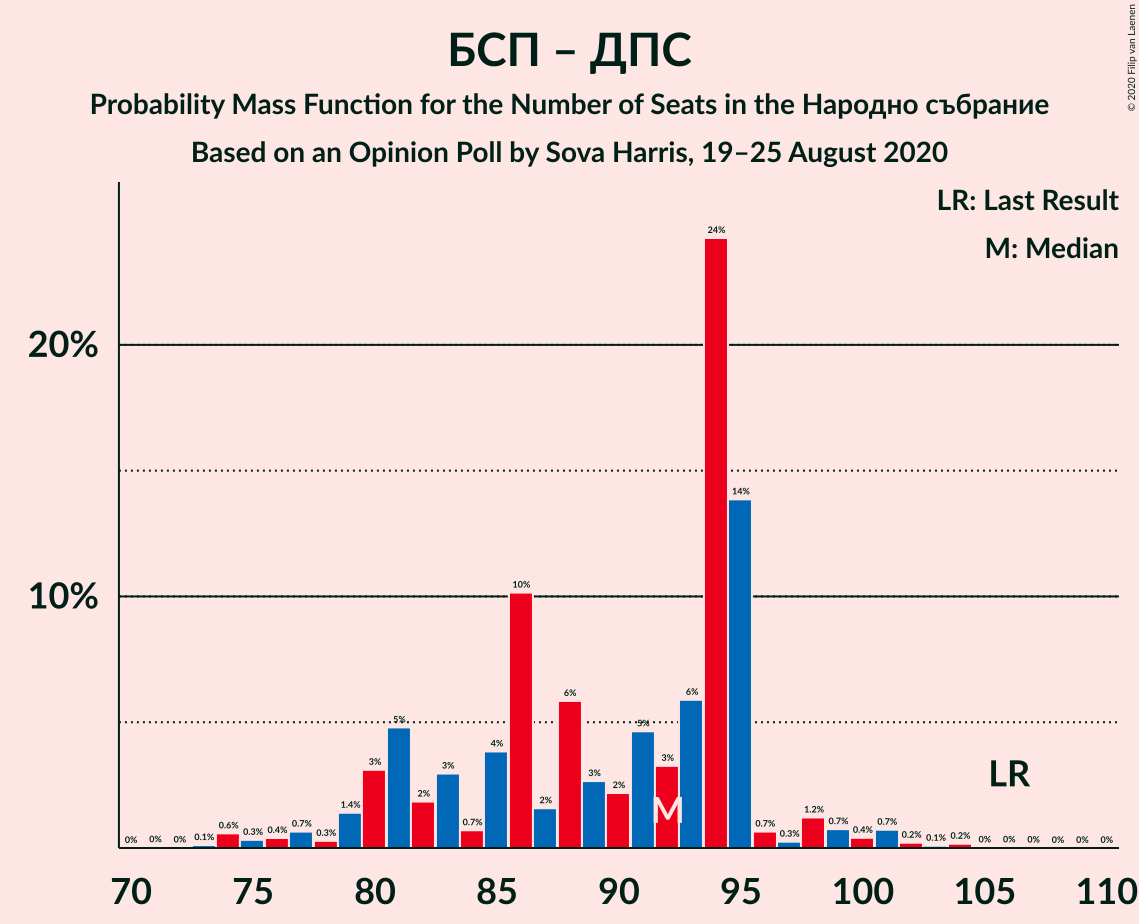 БСП – ДПС
Probability Mass Function for the Number of Seats in the Народно събрание
Based on an Opinion Poll by Sova Harris, 19–25 August 2020
© 2020 Filip van Laenen
LR: Last Result
M: Median
20%
10%
0% 0% 0% 0.1% 0.6% 0.3% 0.4% 0.7% 0.3% 1.4% 3% 5% 2% 3% 0.7% 4% 10% 2% 6% 3% 2% 5% 3% 6% 24% 14% 0.7% 0.3% 1.2% 0.7% 0.4% 0.7% 0.2% 0.1% 0.2% 0% 0% 0% 0% 0% 0%
M
LR
70 75 80 85 90 95 100 105 110